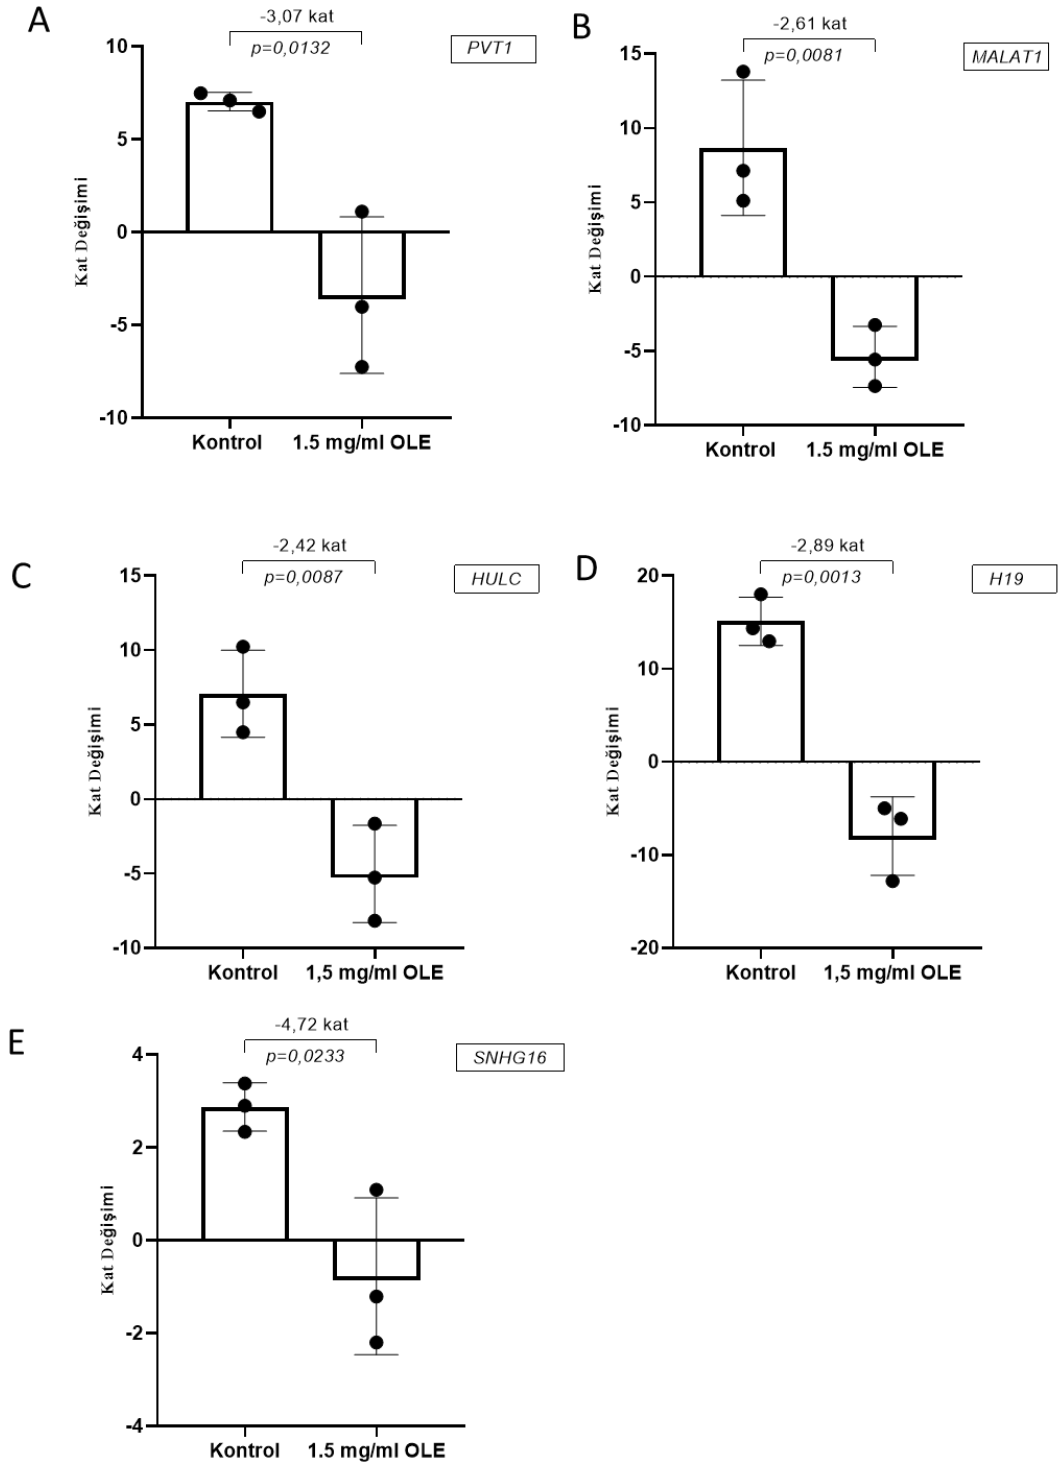 A
-3,07 kat
p=0,0132
PVT1
10
5
0
-5
-10
Kat Değişimi
Kontrol
1.5 mg/ml OLE
B
-2,61 kat
p=0,0081
MALAT1
15
10
5
0
-5
-10
Kat Değişimi
Kontrol
1.5 mg/ml OLE
C
-2,42 kat
p=0,0087
HULC
15
10
5
0
-5
-10
Kat Değişimi
Kontrol
1,5 mg/ml OLE
D
-2,89 kat
p=0,0013
H19
20
10
0
-10
-20
Kat Değişimi
Kontrol
1,5 mg/ml OLE
E
-4,72 kat
p=0,0233
SNHG16
4
2
0
-2
-4
Kat Değişimi
Kontrol
1.5 mg/ml OLE